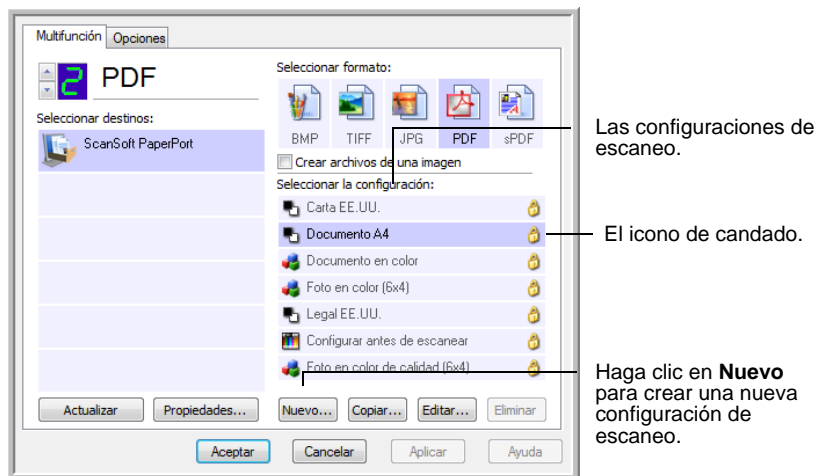 Multifunción
Opciones
2
PDF
Seleccionar destinos:
ScanSoft PaperPort
Seleccionar formato:
BMP TIFF JPG PDF sPDF
Crear archivos de una imagen
Seleccionar la configuración:
Carta EE.UU.
Documento A4
Documento en color
Foto en color (6x4)
Legal EE.UU.
Configurar antes de escanear
Foto en color de calidad (6x4)
Actualizar Propiedades... Nuevo... Copiar... Editar... Eliminar
Aceptar Cancelar Aplicar Ayuda
Las configuraciones de
escaneo.
El icono de candado.
Haga clic en Nuevo
para crear una nueva
configuración de
escaneo.